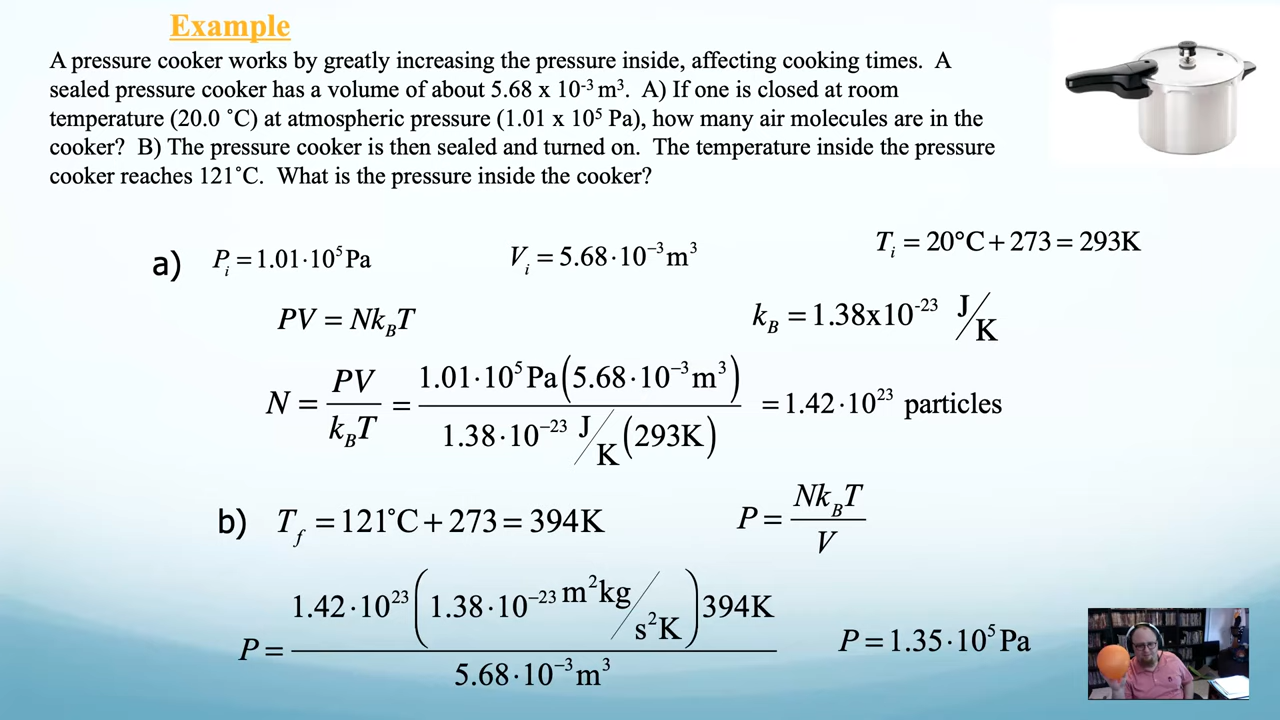 Example
A pressure cooker works by greatly increasing the pressure inside, affecting cooking times. A
sealed pressure cooker has a volume of about 5.68 x 10⁻³ m³. A) If one is closed at room
temperature (20.0 ˚C) at atmospheric pressure (1.01 x 10⁵ Pa), how many air molecules are in the
cooker? B) The pressure cooker is then sealed and turned on. The temperature inside the pressure
cooker reaches 121˚C. What is the pressure inside the cooker?
a) Pᵢ = 1.01·10⁵ Pa Vᵢ = 5.68·10⁻³ m³ Tᵢ = 20°C + 273 = 293K
PV = Nk_BT k_B = 1.38x10⁻²³ J/K
N = PV/k_BT = 1.01·10⁵ Pa(5.68·10⁻³ m³)/1.38·10⁻²³ J/K (293K) = 1.42·10²³ particles
b) T_f = 121˚C + 273 = 394K P = Nk_BT/V
P = 1.42·10²³(1.38·10⁻²³ m²kg/s²K)394K/5.68·10⁻³ m³ P = 1.35·10⁵ Pa